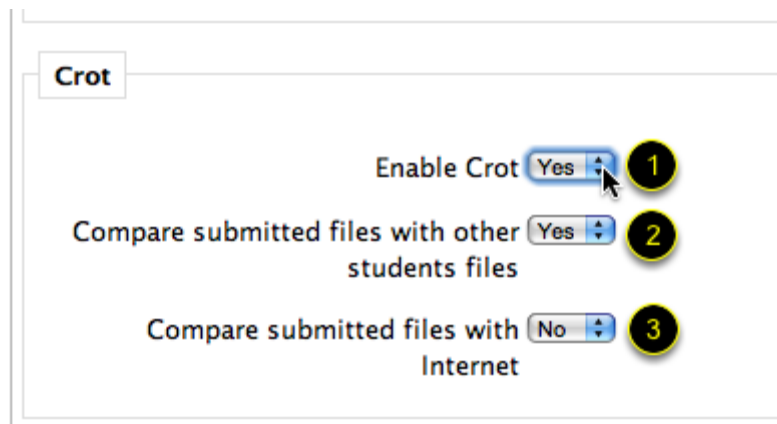 Crot
Enable Crot Yes 1
Compare submitted files with other Yes 2
students files
Compare submitted files with No 3
Internet